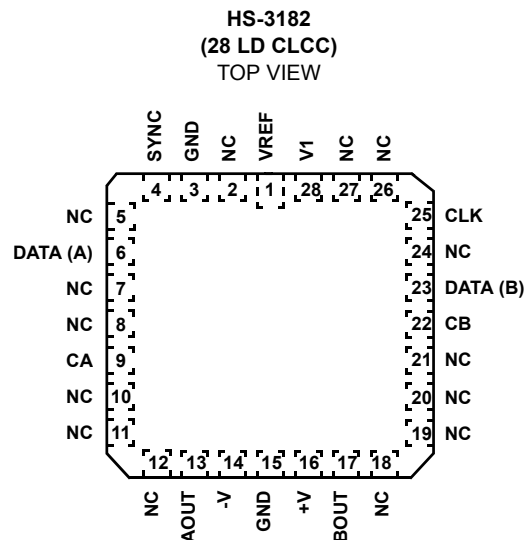 HS-3182
(28 LD CLCC)
TOP VIEW
SYNC
GND
NC
VREF
V1
NC
NC
4
3
2
1
28
27
26
NC
5
25
CLK
DATA (A)
6
24
NC
NC
7
23
DATA (B)
NC
8
22
CB
CA
9
21
NC
NC
10
20
NC
NC
11
19
NC
12
13
14
15
16
17
18
NC
AOUT
-V
GND
+V
BOUT
NC